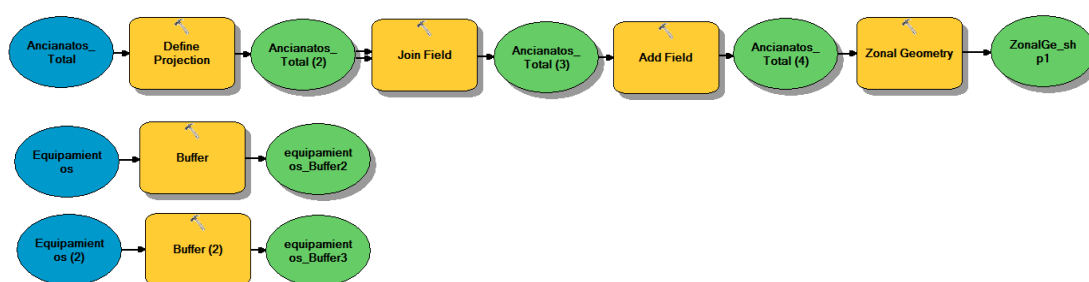 Ancianatos_
Total
Define
Projection
Ancianatos_
Total (2)
Join Field
Ancianatos_
Total (3)
Add Field
Ancianatos_
Total (4)
Zonal Geometry
ZonalGe_sh
p1
Equipamient
os
Buffer
equipamient
os_Buffer2
Equipamient
os (2)
Buffer (2)
equipamient
os_Buffer3